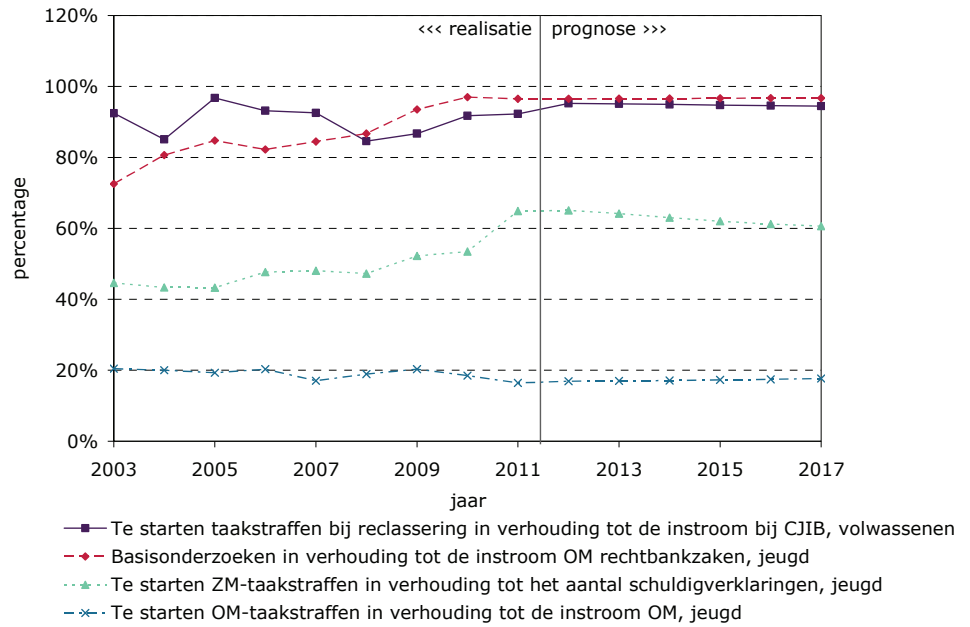 120%
‹‹‹ realisatie prognose ›››
100%
80%
60%
40%
20%
0%
percentage
2003 2005 2007 2009 2011 2013 2015 2017
jaar
Te starten taakstraffen bij reclassering in verhouding tot de instroom bij CJIB, volwassenen
Basisonderzoeken in verhouding tot de instroom OM rechtbankzaken, jeugd
Te starten ZM-taakstraffen in verhouding tot het aantal schuldigverklaringen, jeugd
Te starten OM-taakstraffen in verhouding tot de instroom OM, jeugd